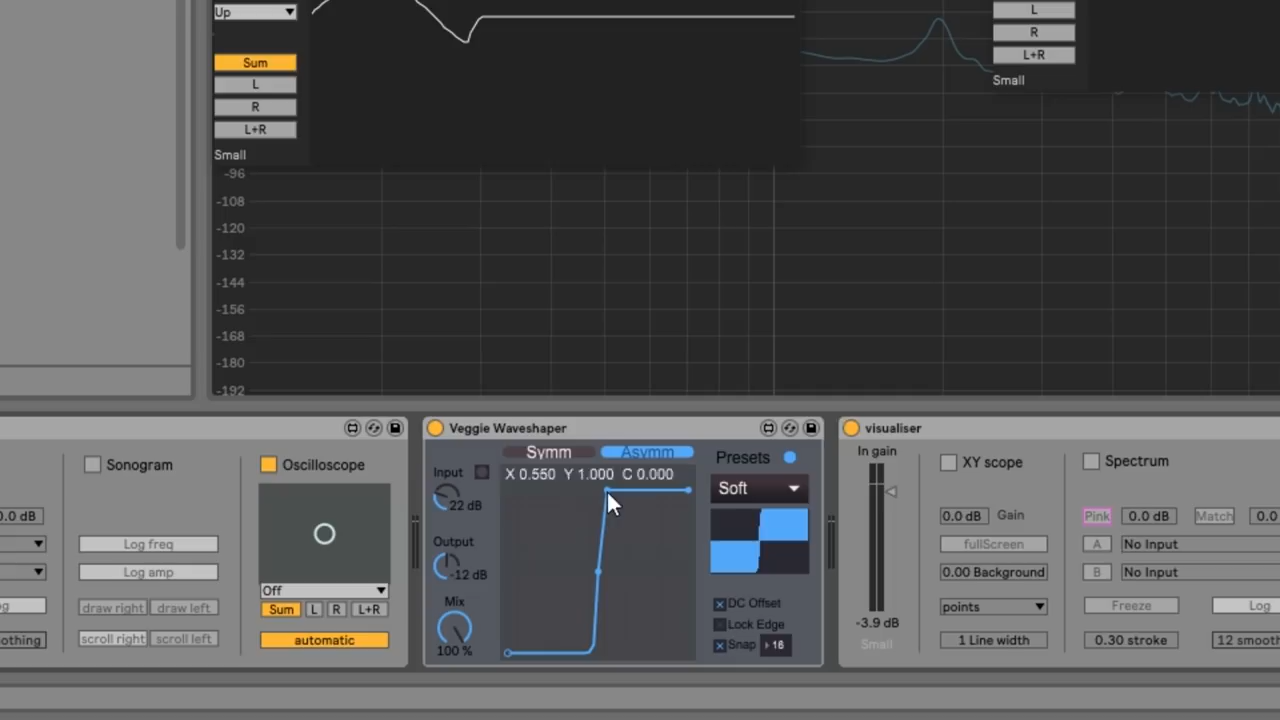 Up
Sum
L
R
L+R
Small
L
R
L+R
Small
-96
-108
-120
-132
-144
-156
-168
-180
-192
Sonogram
Oscilloscope
0.0 dB
Log freq
Log amp
draw right
draw left
scroll right
scroll left
Off
Sum
L
R
L+R
automatic
Veggie Waveshaper
Symm
Asymm
Input
22 dB
Output
-12 dB
Mix
100 %
X 0.550 Y 1.000 C 0.000
Presets
Soft
DC Offset
Lock Edge
Snap
16
visualiser
In gain
-3.9 dB
Small
XY scope
0.0 dB
Gain
fullScreen
0.00 Background
points
1 Line width
Spectrum
Pink
0.0 dB
Match
0.0
A
No Input
B
No Input
Freeze
Log
0.30 stroke
12 smooth